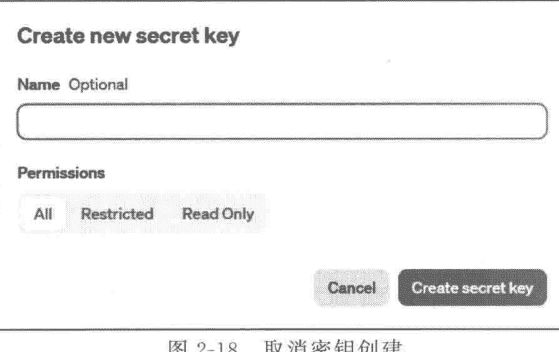 Create new secret key
Name Optional
Permissions
All Restricted Read Only
Cancel Create secret key
图 2-18 取消密钥创建